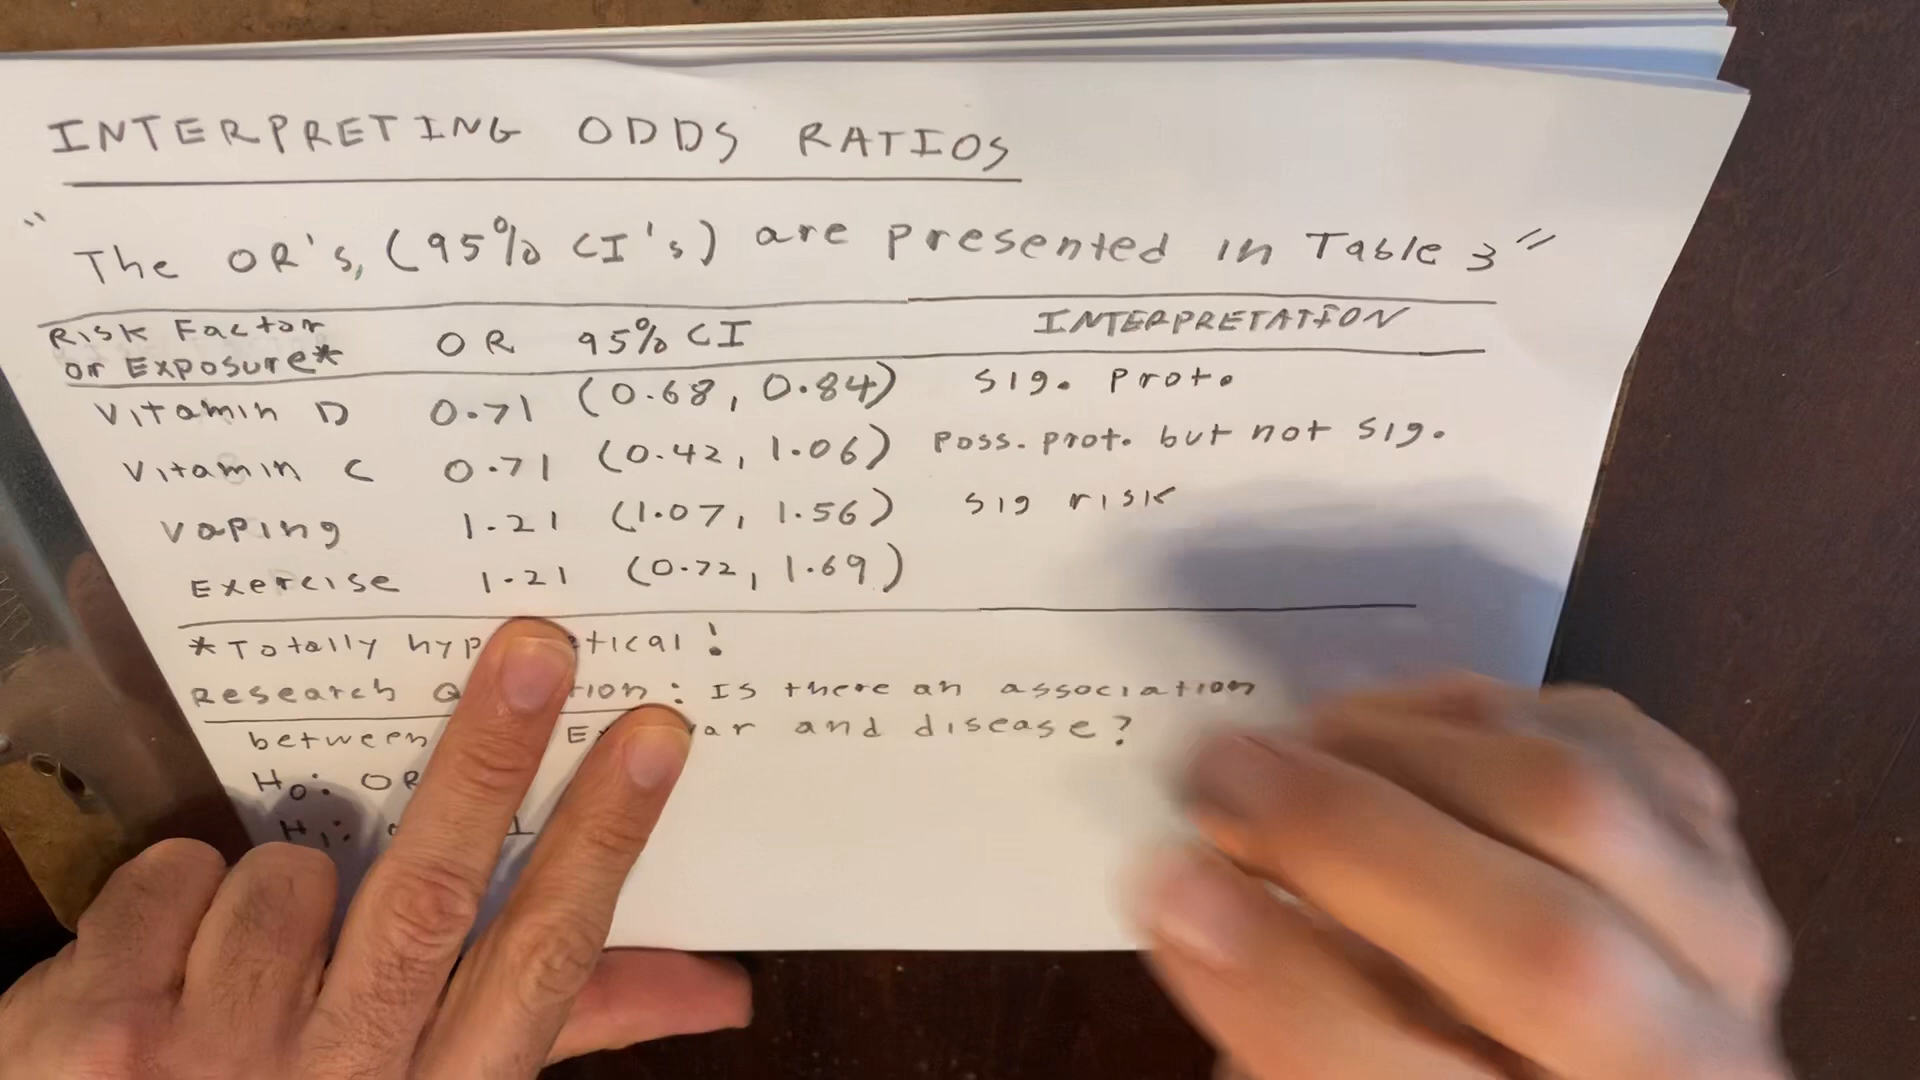 INTERPRETING ODDS RATIOS
"The OR's, (95% CI's) are presented in Table 3"
Risk Factor or Exposure* OR 95% CI INTERPRETATION
Vitamin D 0.71 (0.68, 0.84) sig. prot.
Vitamin C 0.71 (0.42, 1.06) poss. prot. but not sig.
Vaping 1.21 (1.07, 1.56) sig risk
Exercise 1.21 (0.72, 1.69)
*Totally !
Research : Is there an association
between and disease?
H0: OR
H1: